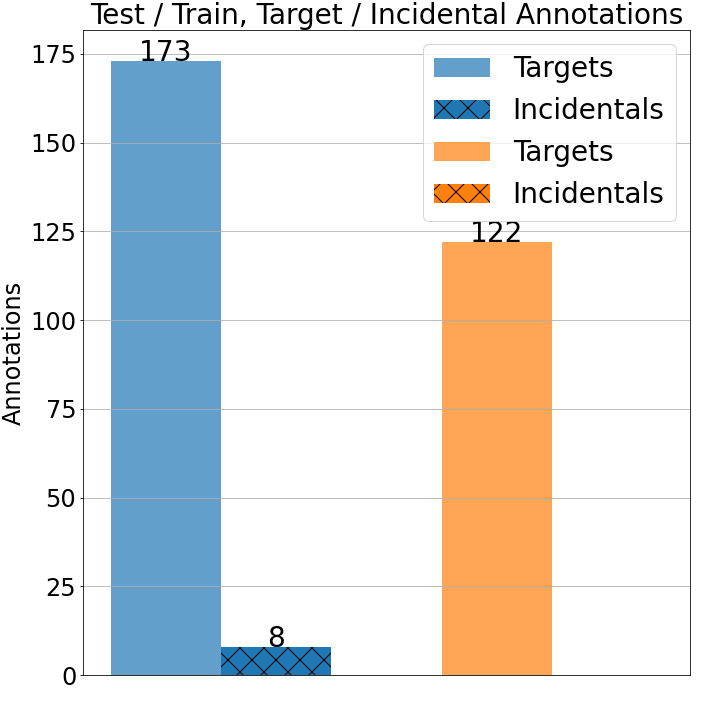 Test / Train, Target / Incidental Annotations
Annotations
175
150
125
100
75
50
25
0
173
8
122
Targets
Incidentals
Targets
Incidentals